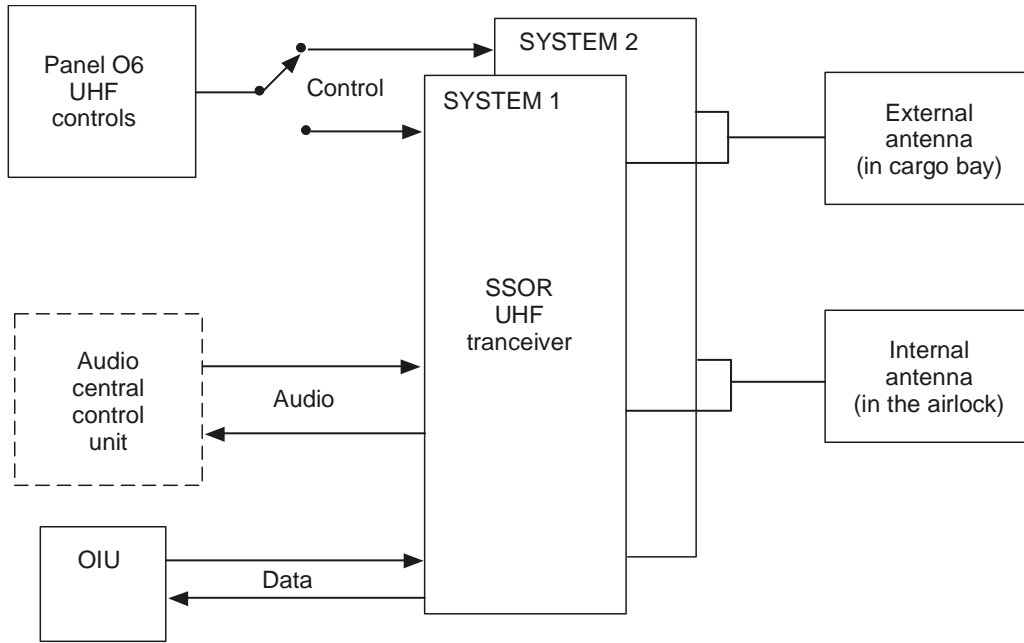 Panel O6
UHF
controls
Control
SYSTEM 2
SYSTEM 1
External
antenna
(in cargo bay)
SSOR
UHF
tranceiver
Audio
central
control
unit
Audio
Internal
antenna
(in the airlock)
OIU
Data